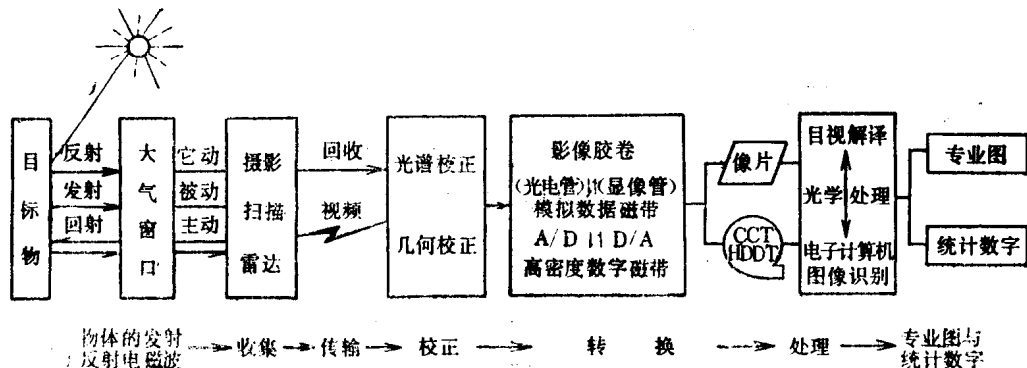 目标物
反射
发射
回射
大气窗口
它动
被动
主动
摄影
扫描
雷达
回收
视频
光谱校正
几何校正
影像胶卷
(光电管)↓↑(显像管)
模拟数据磁带
A/D ↓↑ D/A
高密度数字磁带
像片
CCT
HDDT
目视解译
光学处理
电子计算机
图像识别
专业图
统计数字
物体的发射
反射电磁波
收集
传输
校正
转换
处理
专业图与
统计数字